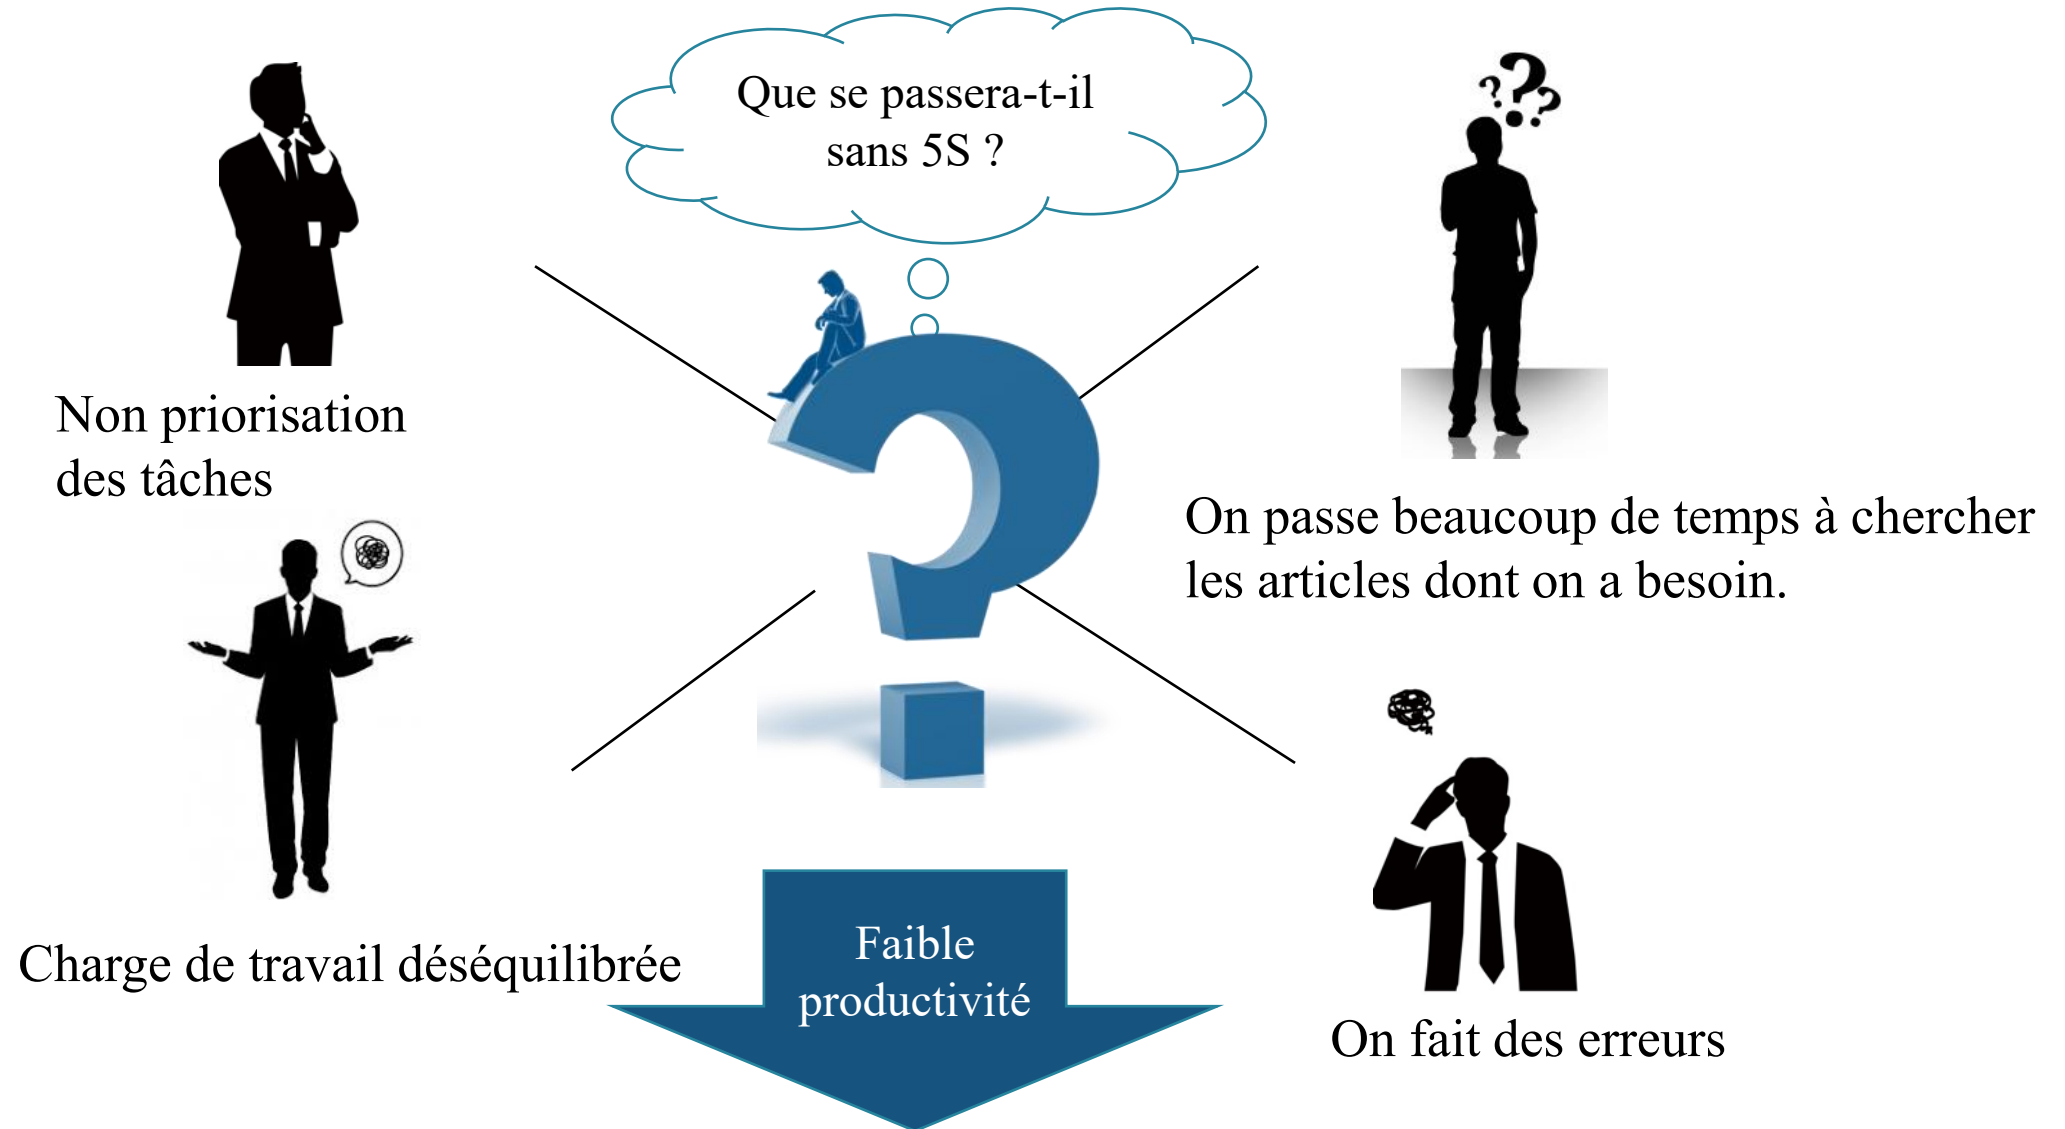 Que se passera-t-il
sans 5S ?
Non priorisation
des tâches
On passe beaucoup de temps à chercher
les articles dont on a besoin.
Charge de travail déséquilibrée
Faible
productivité
On fait des erreurs